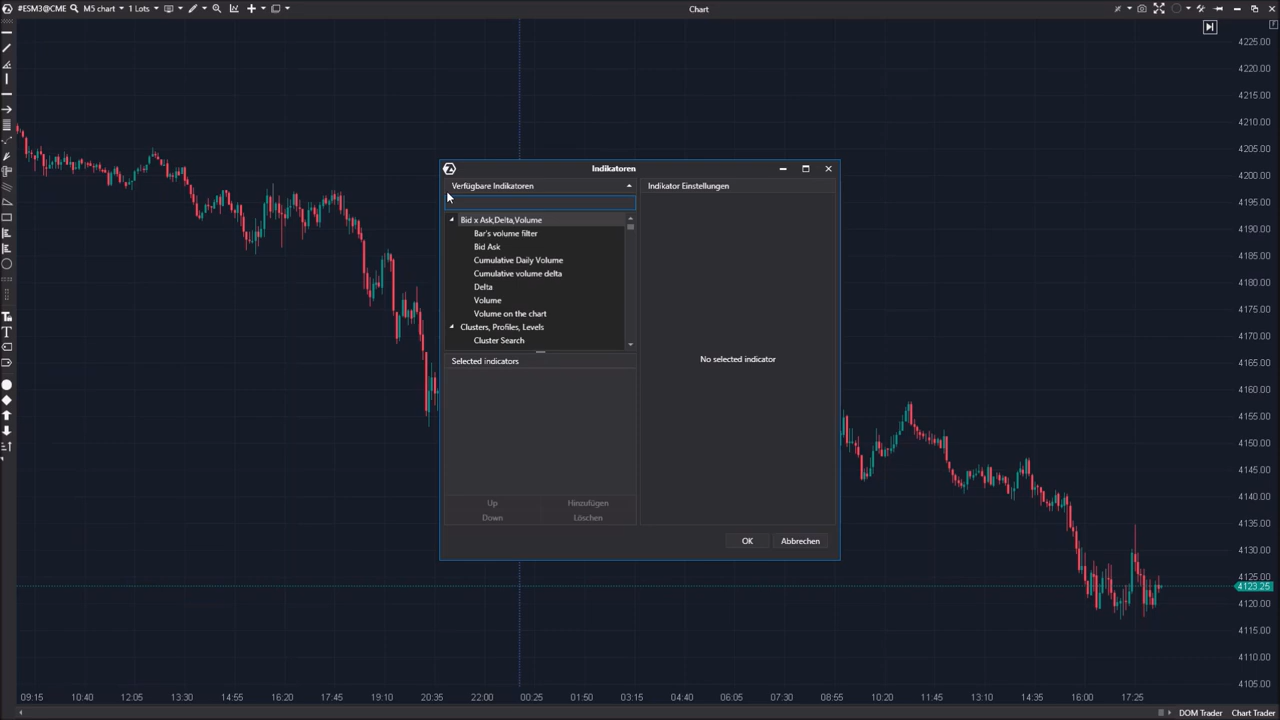 #ESM3@CME M5 chart 1 Lots Chart
Indikatoren
Verfügbare Indikatoren
Bid x Ask,Delta,Volume
Bar's volume filter
Bid Ask
Cumulative Daily Volume
Cumulative volume delta
Delta
Volume
Volume on the chart
Clusters, Profiles, Levels
Cluster Search
Selected indicators
Up Hinzufügen
Down Löschen
Indikator Einstellungen
No selected indicator
OK Abbrechen
4225.00
4220.00
4215.00
4210.00
4205.00
4200.00
4195.00
4190.00
4185.00
4180.00
4175.00
4170.00
4165.00
4160.00
4155.00
4150.00
4145.00
4140.00
4135.00
4130.00
4125.00
4123.25
4120.00
4115.00
4110.00
4105.00
09:15 10:40 12:05 13:30 14:55 16:20 17:45 19:10 20:35 22:00 00:25 01:50 03:15 04:40 06:05 07:30 08:55 10:20 11:45 13:10 14:35 16:00 17:25
DOM Trader Chart Trader